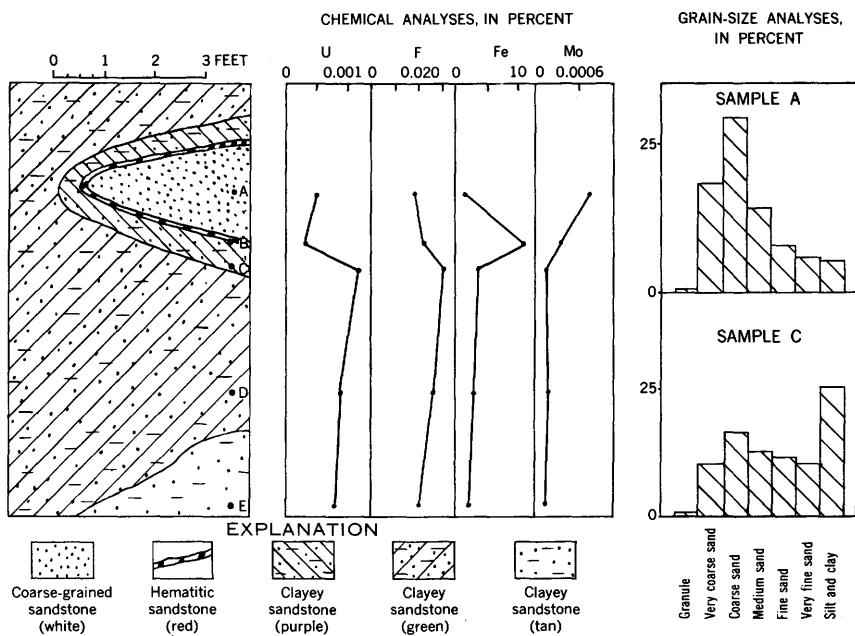 CHEMICAL ANALYSES, IN PERCENT
GRAIN-SIZE ANALYSES,
IN PERCENT
0 1 2 3 FEET
U F Fe Mo
0 0.001 0 0.020 0 10 0 0.0006
SAMPLE A
25
0
A
B
C
D
E
SAMPLE C
25
0
Granule
Very coarse sand
Coarse sand
Medium sand
Fine sand
Very fine sand
Silt and clay
EXPLANATION
Coarse-grained
sandstone
(white)
Hematitic
sandstone
(red)
Clayey
sandstone
(purple)
Clayey
sandstone
(green)
Clayey
sandstone
(tan)